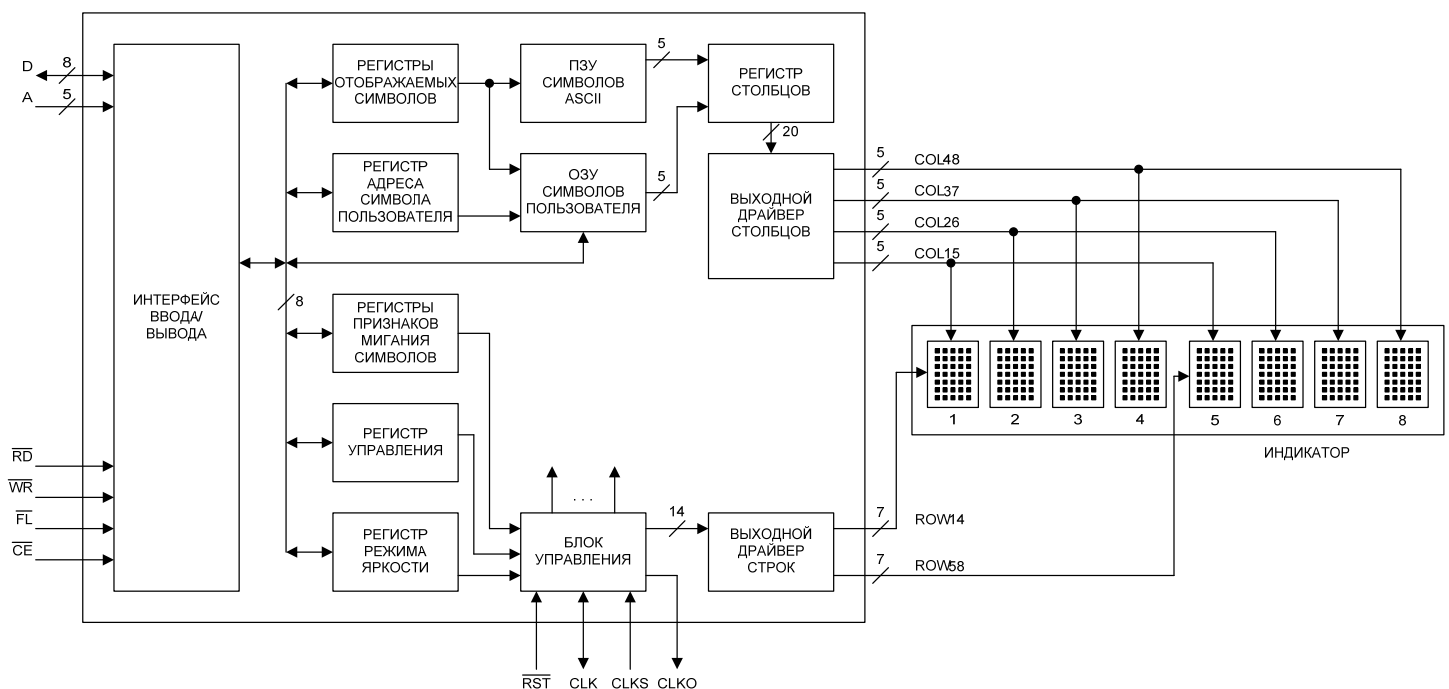 D
8
A
5
ИНТЕРФЕЙС
ВВОДА/
ВЫВОДА
RD
WR
FL
CE
8
РЕГИСТРЫ
ОТОБРАЖАЕМЫХ
СИМВОЛОВ
РЕГИСТР
АДРЕСА
СИМВОЛА
ПОЛЬЗОВАТЕЛЯ
РЕГИСТРЫ
ПРИЗНАКОВ
МИГАНИЯ
СИМВОЛОВ
РЕГИСТР
УПРАВЛЕНИЯ
РЕГИСТР
РЕЖИМА
ЯРКОСТИ
ПЗУ
СИМВОЛОВ
ASCII
5
ОЗУ
СИМВОЛОВ
ПОЛЬЗОВАТЕЛЯ
5
РЕГИСТР
СТОЛБЦОВ
20
ВЫХОДНОЙ
ДРАЙВЕР
СТОЛБЦОВ
5 COL48
5 COL37
5 COL26
5 COL15
1 2 3 4 5 6 7 8
ИНДИКАТОР
. . .
БЛОК
УПРАВЛЕНИЯ
14
ВЫХОДНОЙ
ДРАЙВЕР
СТРОК
7 ROW14
7 ROW58
RST CLK CLKS CLKO